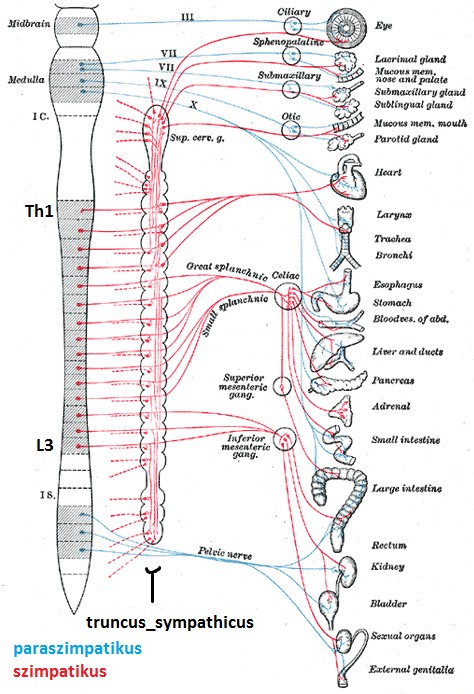 Midbrain
III
Ciliary
Eye
Sphenopalatine
VII
VII
Lacrimal gland
Mucous mem.
nose and palate
Medulla
IX
Submaxillary
Submaxillary gland
Sublingual gland
X
I C.
Otic
Mucous mem. mouth
Parotid gland
Sup. cerv. g.
Heart
Th1
Larynx
Trachea
Bronchi
Great splanchnic
Celiac
Small splanchnic
Esophagus
Stomach
Bloodves. of abd.
Liver and ducts
Superior
mesenteric
gang.
Pancreas
Adrenal
L3
Inferior
mesenteric
gang.
Small intestine
I S.
Large intestine
Pelvic nerve
Rectum
Kidney
Bladder
truncus_sympathicus
paraszimpatikus
szimpatikus
Sexual organs
External genitalia